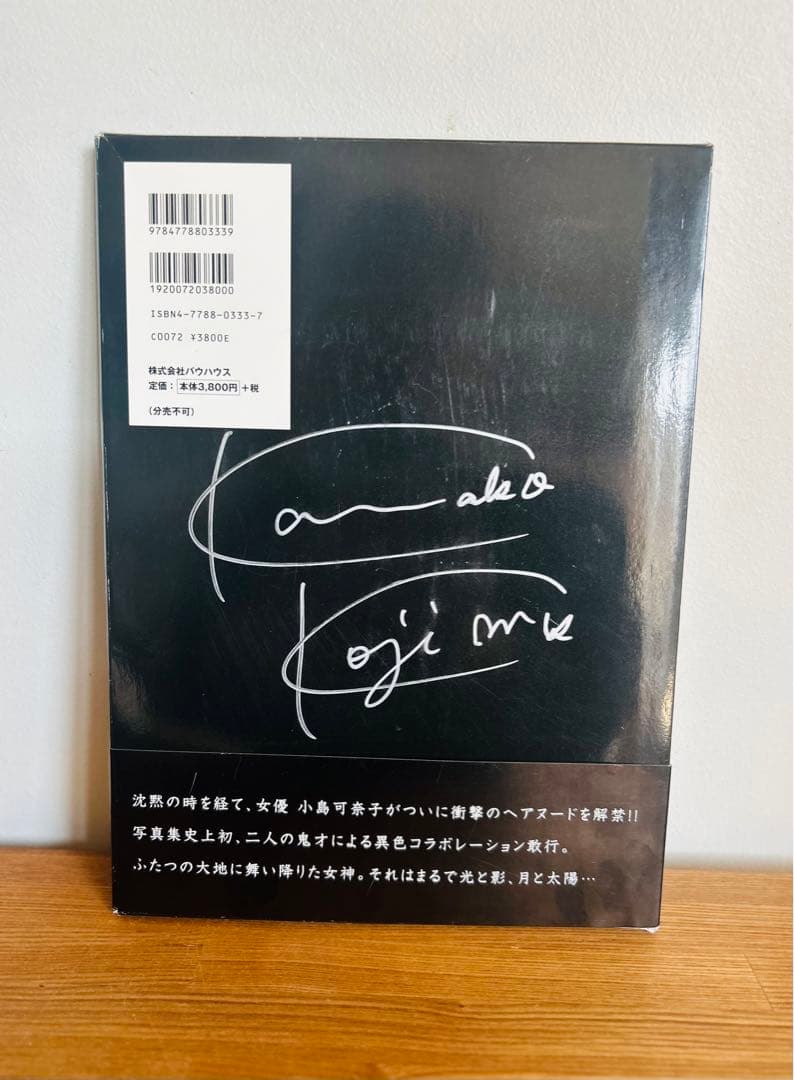 9784778803339
1920072038000
ISBN4-7788-0333-7
C0072 ¥3800E
株式会社バウハウス
定価：本体3,800円＋税
（分売不可）
Kanako
Kojima
沈黙の時を経て、女優 小島可奈子がついに衝撃のヘアヌードを解禁!!
写真集史上初、二人の鬼才による異色コラボレーション敢行。
ふたつの大地に舞い降りた女神。それはまるで光と影、月と太陽…